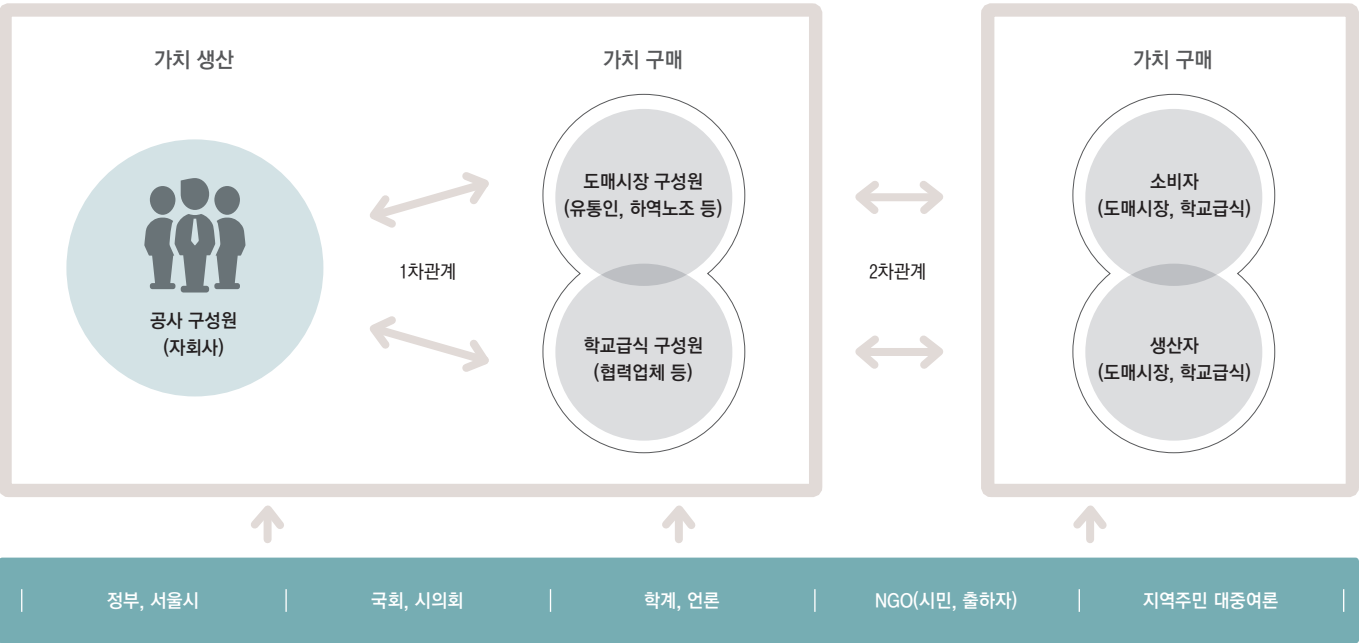 가치 생산
가치 구매
가치 구매
공사 구성원
(자회사)
1차관계
도매시장 구성원
(유통인, 하역노조 등)
학교급식 구성원
(협력업체 등)
2차관계
소비자
(도매시장, 학교급식)
생산자
(도매시장, 학교급식)
정부, 서울시
국회, 시의회
학계, 언론
NGO(시민, 출하자)
지역주민 대중여론